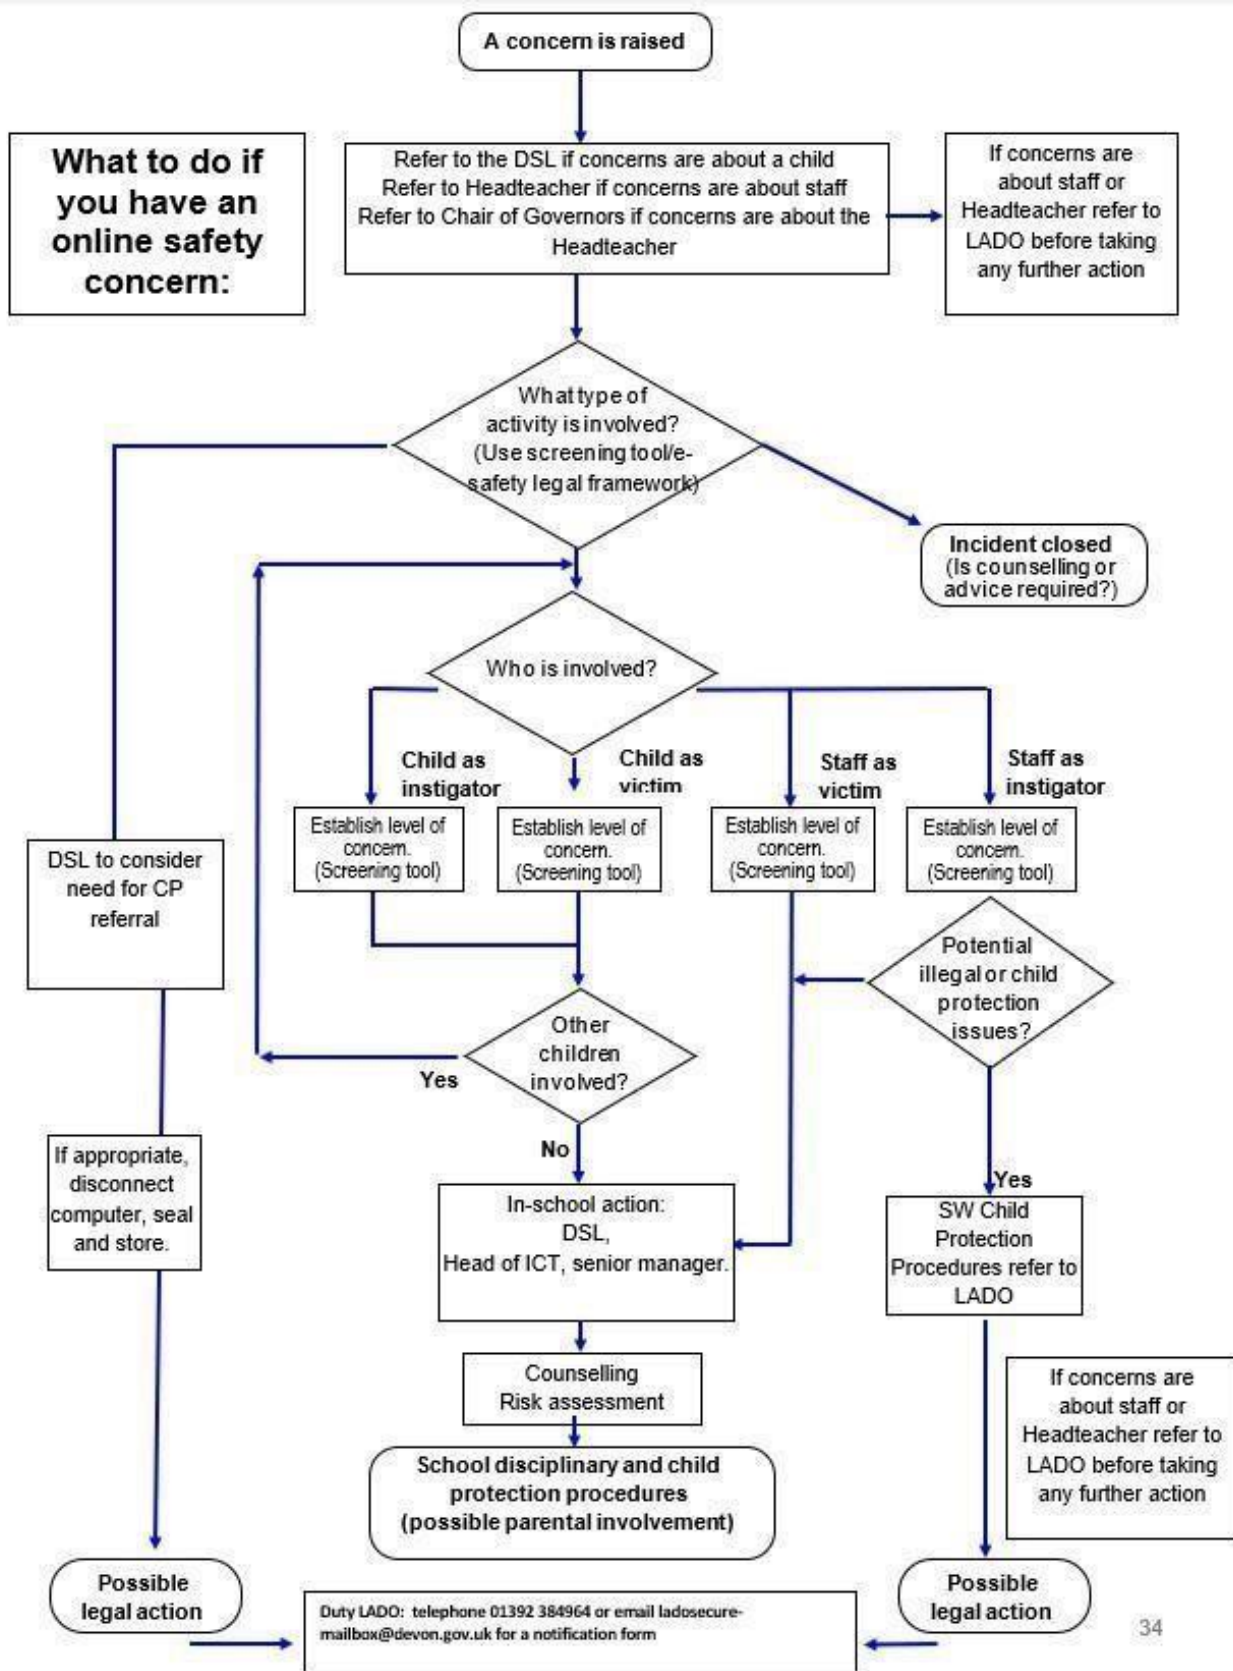 A concern is raised
What to do if
you have an
online safety
concern:
Refer to the DSL if concerns are about a child
Refer to Headteacher if concerns are about staff
Refer to Chair of Governors if concerns are about the
Headteacher
If concerns are
about staff or
Headteacher refer to
LADO before taking
any further action
What type of
activity is involved?
(Use screening tool/e-
safety legal framework)
Incident closed
(Is counselling or
advice required?)
Who is involved?
Child as
instigator
Child as
victim
Staff as
victim
Staff as
instigator
Establish level of
concern.
(Screening tool)
Establish level of
concern.
(Screening tool)
Establish level of
concern.
(Screening tool)
Establish level of
concern.
(Screening tool)
DSL to consider
need for CP
referral
Potential
illegal or child
protection
issues?
Other
children
involved?
Yes
No
If appropriate,
disconnect
computer, seal
and store.
In-school action:
DSL,
Head of ICT, senior manager.
Yes
SW Child
Protection
Procedures refer to
LADO
Counselling
Risk assessment
If concerns are
about staff or
Headteacher refer to
LADO before taking
any further action
School disciplinary and child
protection procedures
(possible parental involvement)
Possible
legal action
Possible
legal action
Duty LADO: telephone 01392 384964 or email ladosecure-
mailbox@devon.gov.uk for a notification form
34